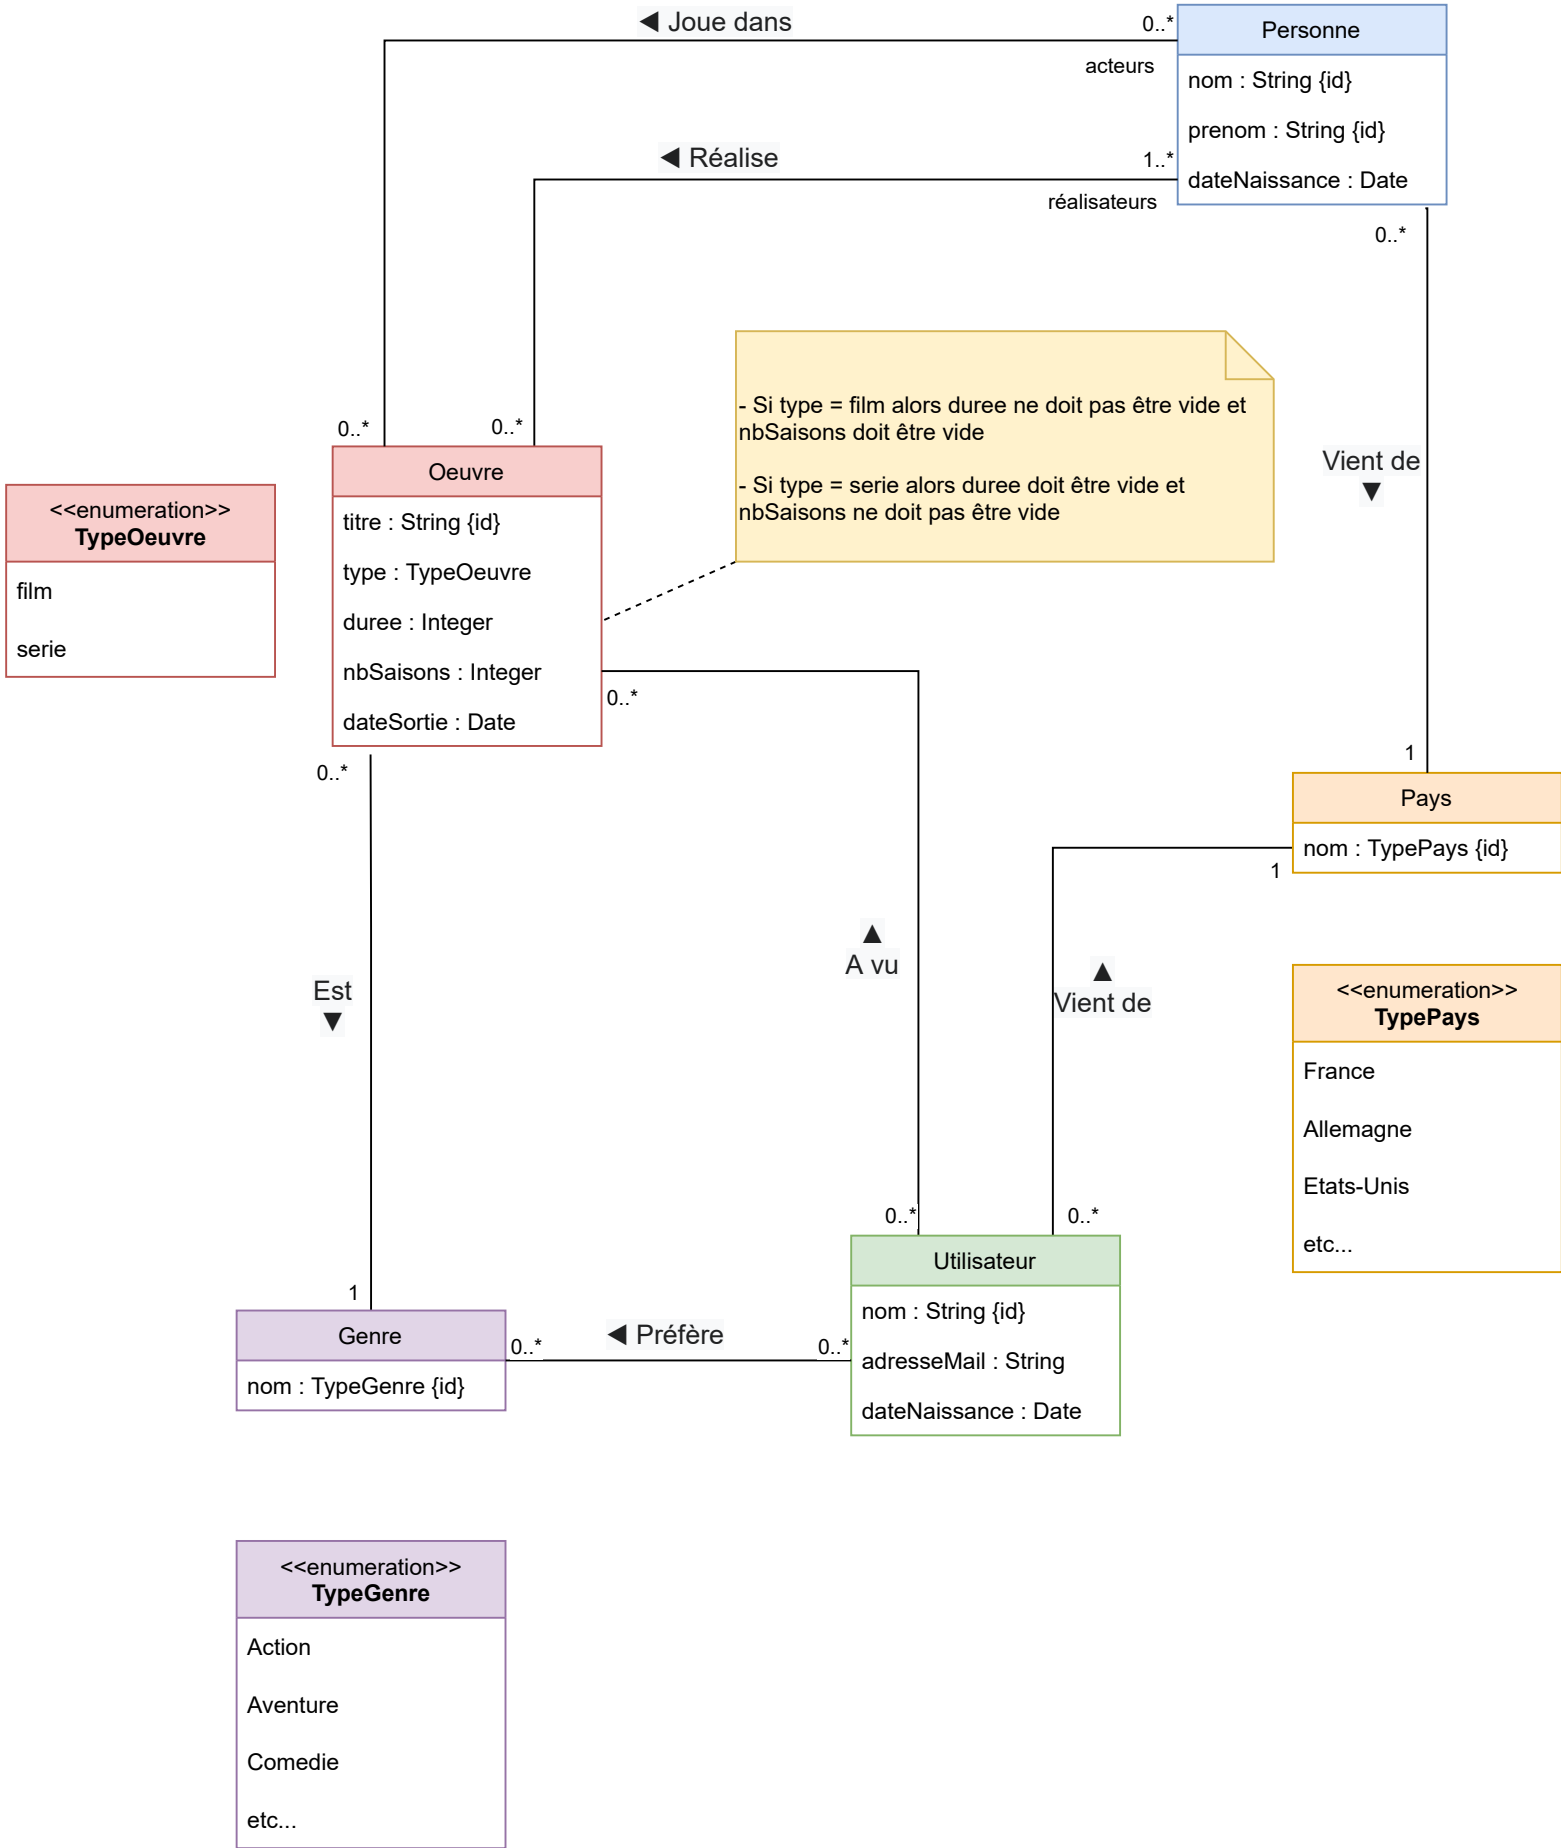 ◄ Joue dans
0..*
acteurs
Personne
nom : String {id}
prenom : String {id}
dateNaissance : Date
◄ Réalise
1..*
réalisateurs
0..*
- Si type = film alors duree ne doit pas être vide et
nbSaisons doit être vide
- Si type = serie alors duree doit être vide et
nbSaisons ne doit pas être vide
Vient de
▼
0..*
0..*
Oeuvre
titre : String {id}
type : TypeOeuvre
duree : Integer
nbSaisons : Integer
dateSortie : Date
<<enumeration>>
TypeOeuvre
film
serie
0..*
0..*
1
Pays
nom : TypePays {id}
1
▲
A vu
▲
Vient de
Est
▼
<<enumeration>>
TypePays
France
Allemagne
Etats-Unis
etc...
0..*
0..*
Utilisateur
nom : String {id}
adresseMail : String
dateNaissance : Date
1
Genre
nom : TypeGenre {id}
0..*
◄ Préfère
0..*
<<enumeration>>
TypeGenre
Action
Aventure
Comedie
etc...